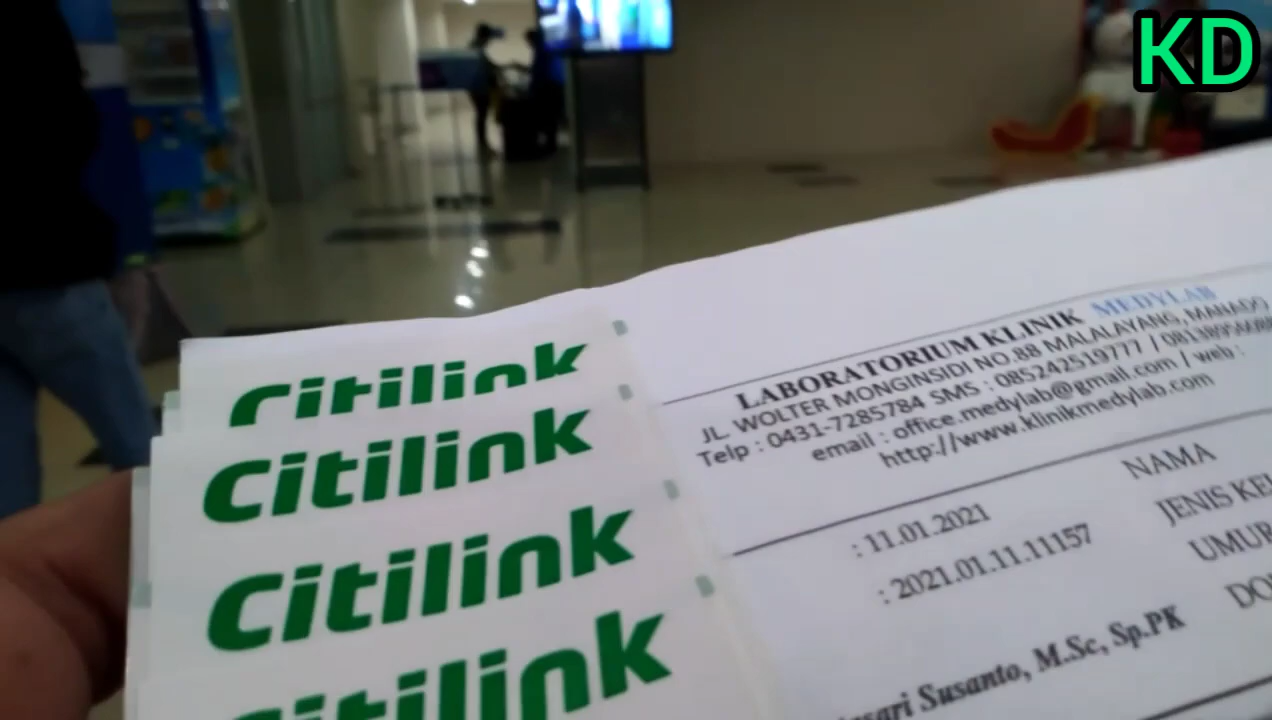 KD
Citilink
Citilink
Citilink
Citilink
LABORATORIUM KLINIK MEDYLAB
JL. WOLTER MONGINSIDI NO.88 MALALAYANG, MANADO
Telp : 0431-7285784 SMS : 085242519777 /
email : office.medylab@gmail.com / web :
http://www.klinikmedylab.com
: 11.01.2021
NAMA
: 2021.01.11.11157
JENIS
UMUR
Susanto, M.Sc, Sp.PK